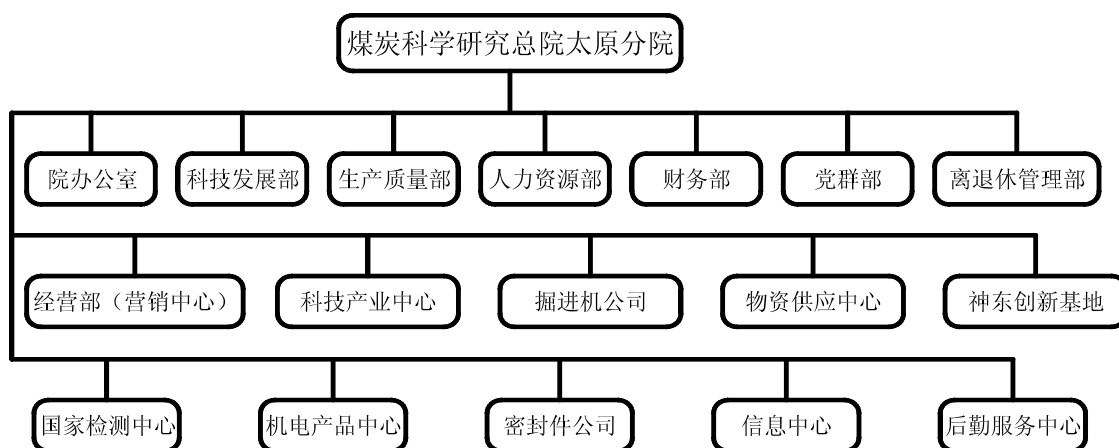 煤炭科学研究总院太原分院
院办公室 科技发展部 生产质量部 人力资源部 财务部 党群部 离退休管理部
经营部（营销中心） 科技产业中心 掘进机公司 物资供应中心 神东创新基地
国家检测中心 机电产品中心 密封件公司 信息中心 后勤服务中心